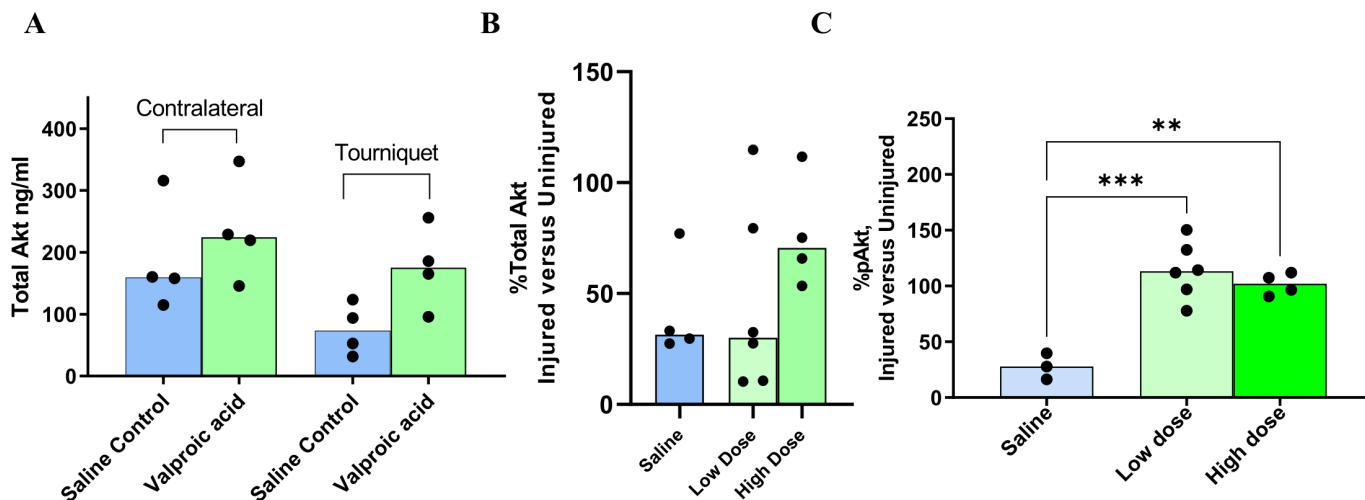 A
B
C
Total Akt ng/ml
400
300
200
100
0
Contralateral
Tourniquet
Saline Control
Valproic acid
Saline Control
Valproic acid
%Total Akt
Injured versus Uninjured
150
100
50
0
Saline
Low Dose
High Dose
%pAkt,
Injured versus Uninjured
250
200
150
100
50
0
**
***
Saline
Low dose
High dose